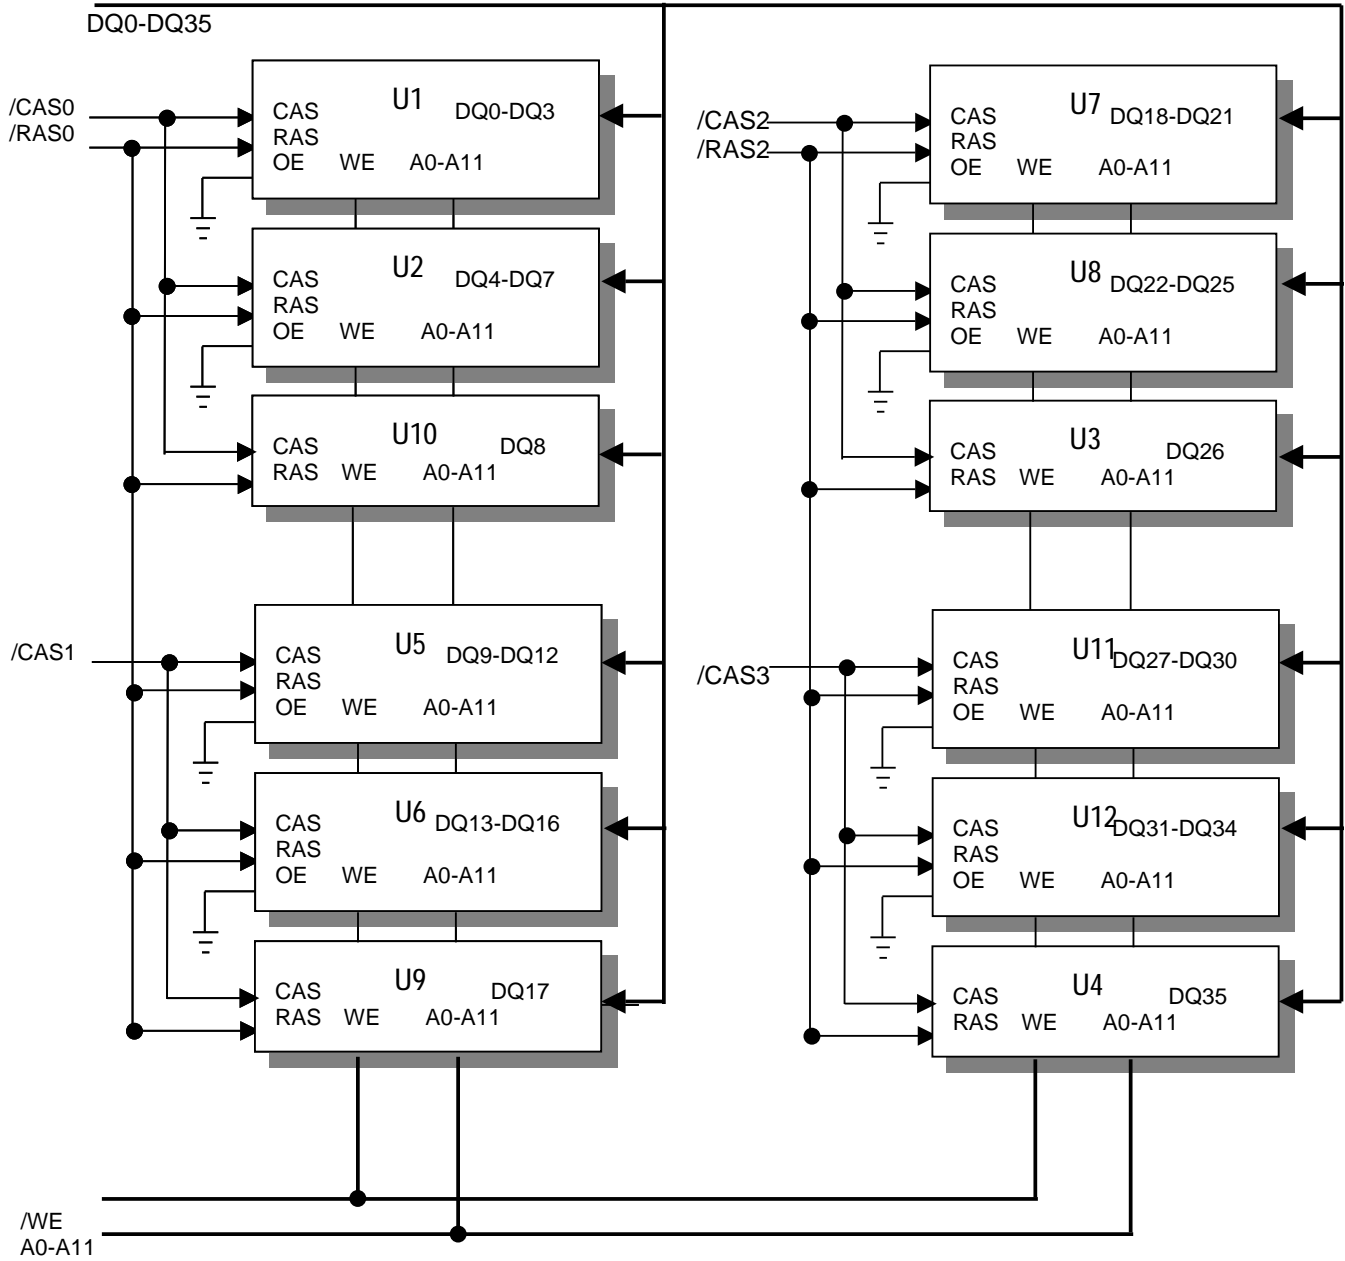 DQ0-DQ35
/CAS0
/RAS0
U1 DQ0-DQ3
CAS
RAS
OE WE A0-A11
U2 DQ4-DQ7
CAS
RAS
OE WE A0-A11
U10 DQ8
CAS
RAS WE A0-A11
/CAS1
U5 DQ9-DQ12
CAS
RAS
OE WE A0-A11
U6 DQ13-DQ16
CAS
RAS
OE WE A0-A11
U9 DQ17
CAS
RAS WE A0-A11
/CAS2
/RAS2
U7 DQ18-DQ21
CAS
RAS
OE WE A0-A11
U8 DQ22-DQ25
CAS
RAS
OE WE A0-A11
U3 DQ26
CAS
RAS WE A0-A11
/CAS3
U11 DQ27-DQ30
CAS
RAS
OE WE A0-A11
U12 DQ31-DQ34
CAS
RAS
OE WE A0-A11
U4 DQ35
CAS
RAS WE A0-A11
/WE
A0-A11